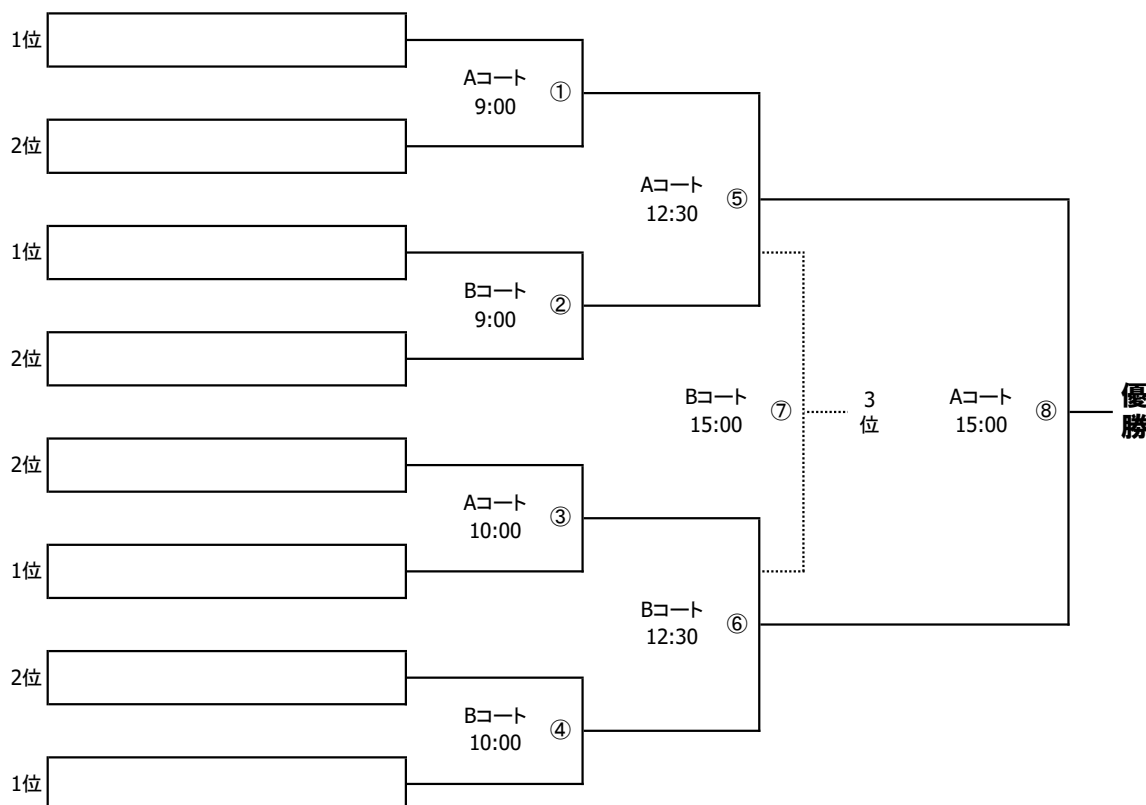 1位
Aコート
9:00
①
2位
Aコート
12:30
⑤
1位
Bコート
9:00
②
2位
Bコート
15:00
⑦
3
位
Aコート
15:00
⑧
優
勝
2位
Aコート
10:00
③
1位
Bコート
12:30
⑥
2位
Bコート
10:00
④
1位